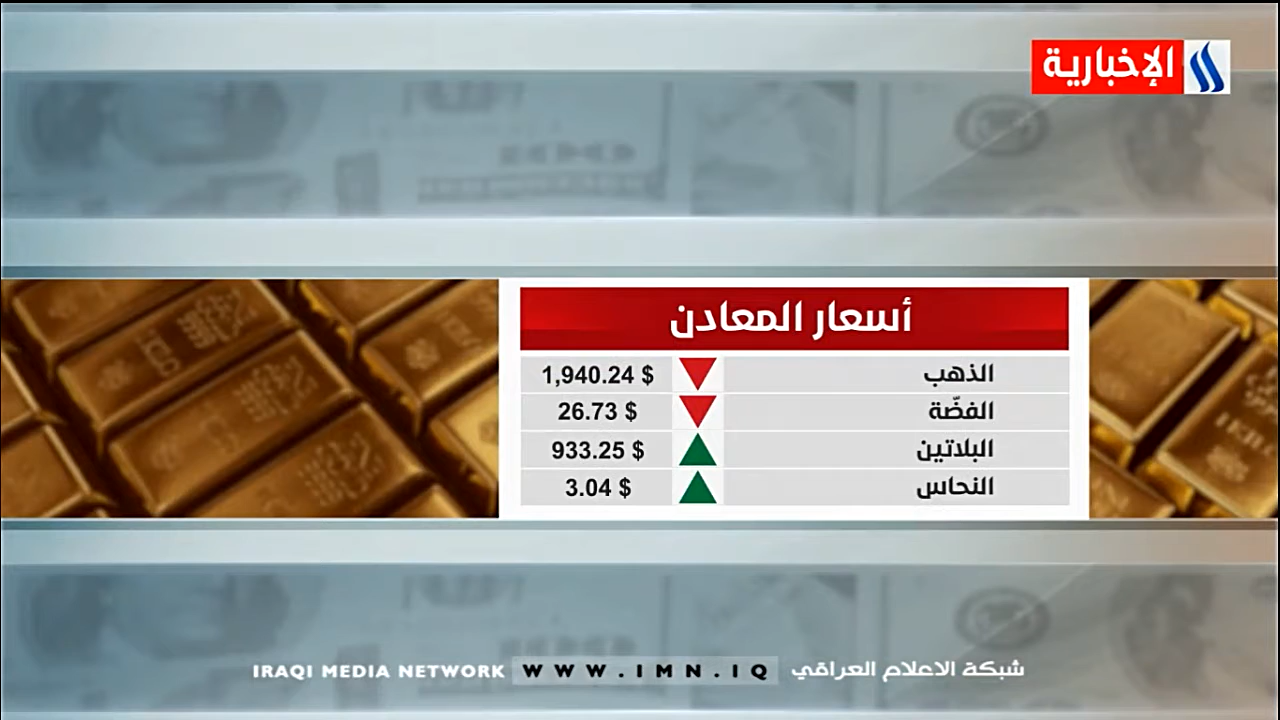 الإخبارية
أسعار المعادن
الذهب 1,940.24 $
الفضّة 26.73 $
البلاتين 933.25 $
النحاس 3.04 $
IRAQI MEDIA NETWORK WWW.IMN.IQ شبكة الاعلام العراقي